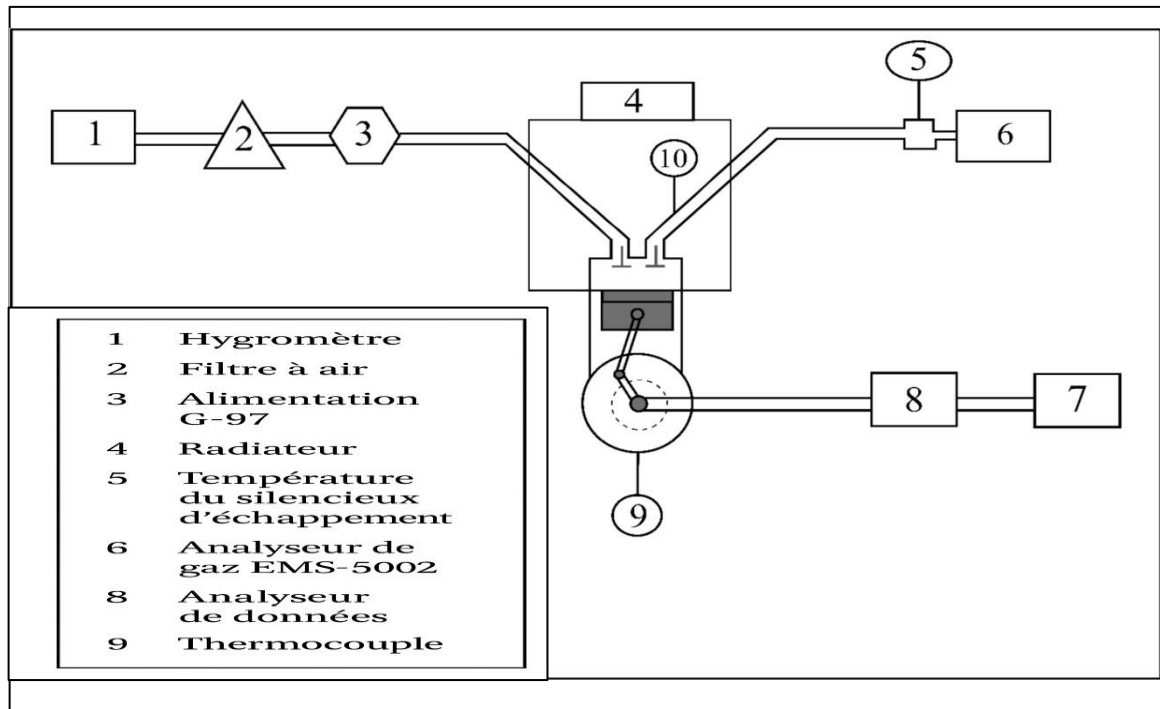 5
4
1
2
3
6
10
8
7
9
1 Hygromètre
2 Filtre à air
3 Alimentation
G-97
4 Radiateur
5 Température
du silencieux
d'échappement
6 Analyseur de
gaz EMS-5002
8 Analyseur
de données
9 Thermocouple